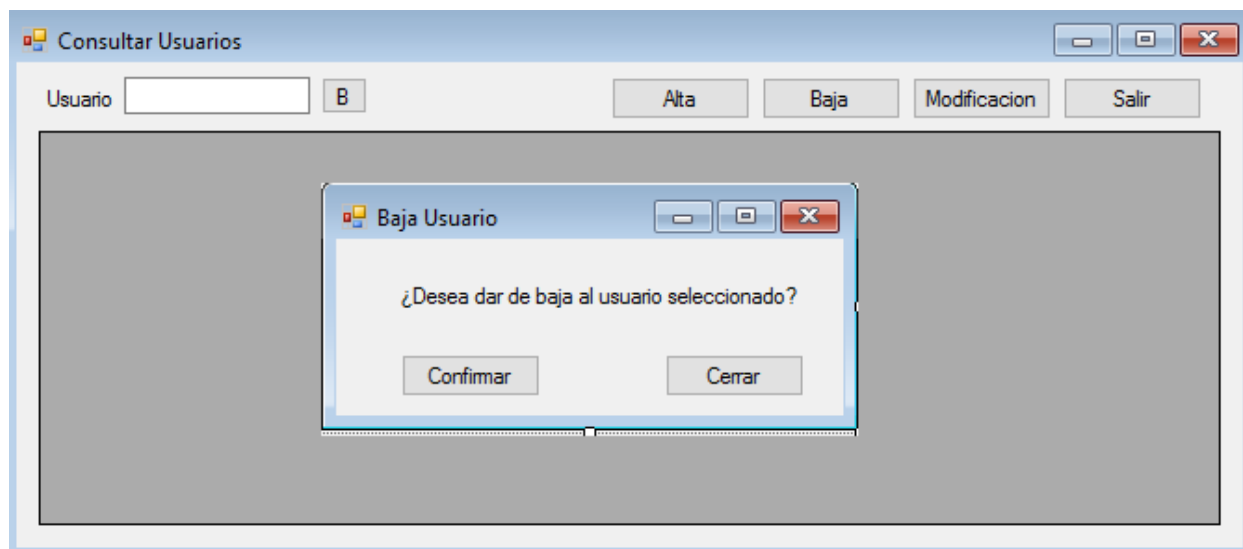 Consultar Usuarios
Usuario B Alta Baja Modificacion Salir
Baja Usuario
¿Desea dar de baja al usuario seleccionado?
Confirmar Cerrar